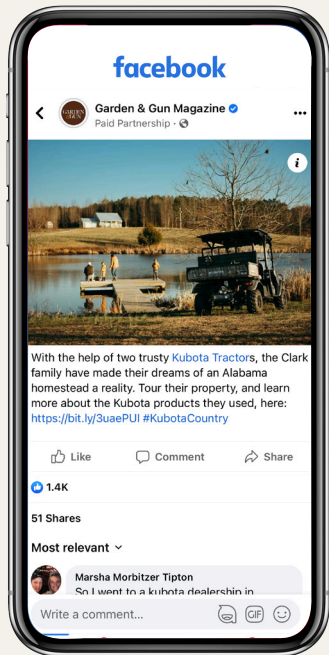 facebook
Garden & Gun Magazine
Paid Partnership ·
GARDEN
& GUN
i
With the help of two trusty Kubota Tractors, the Clark
family have made their dreams of an Alabama
homestead a reality. Tour their property, and learn
more about the Kubota products they used, here:
https://bit.ly/3uaePUI #KubotaCountry
Like
Comment
Share
1.4K
51 Shares
Most relevant
Marsha Morbitzer Tipton
So I went to a kubota dealership in
Write a comment...
GIF